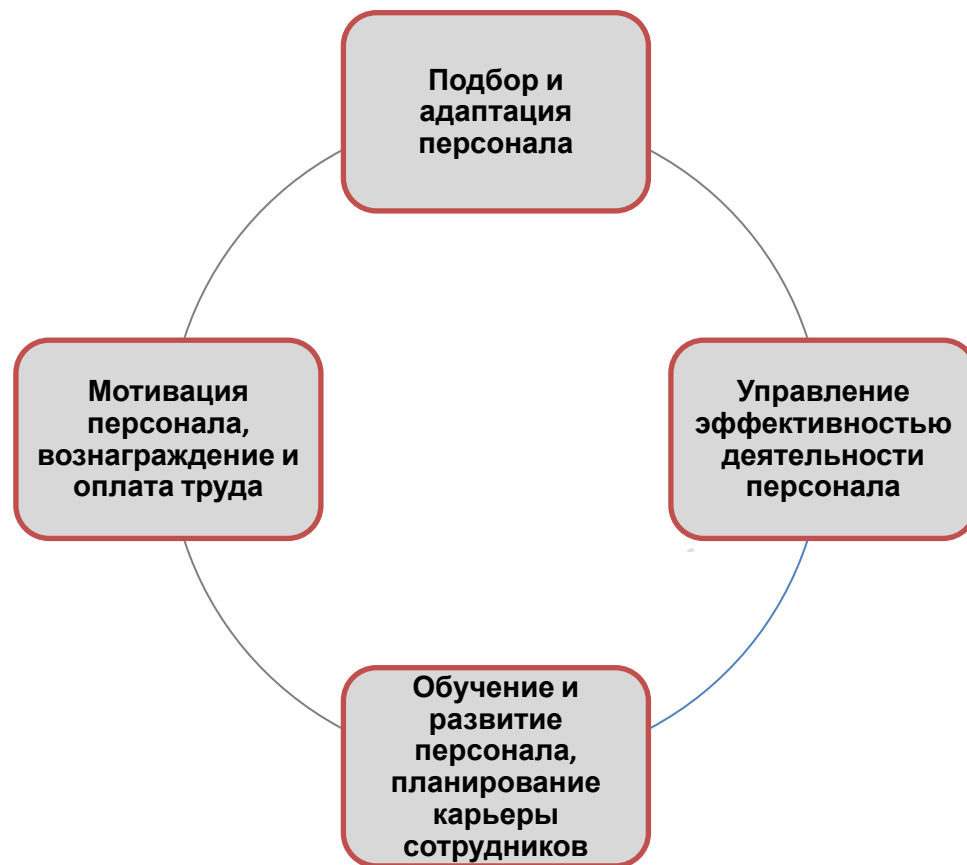 Подбор и
адаптация
персонала
Мотивация
персонала,
вознаграждение и
оплата труда
Управление
эффективностью
деятельности
персонала
Обучение и
развитие
персонала,
планирование
карьеры
сотрудников